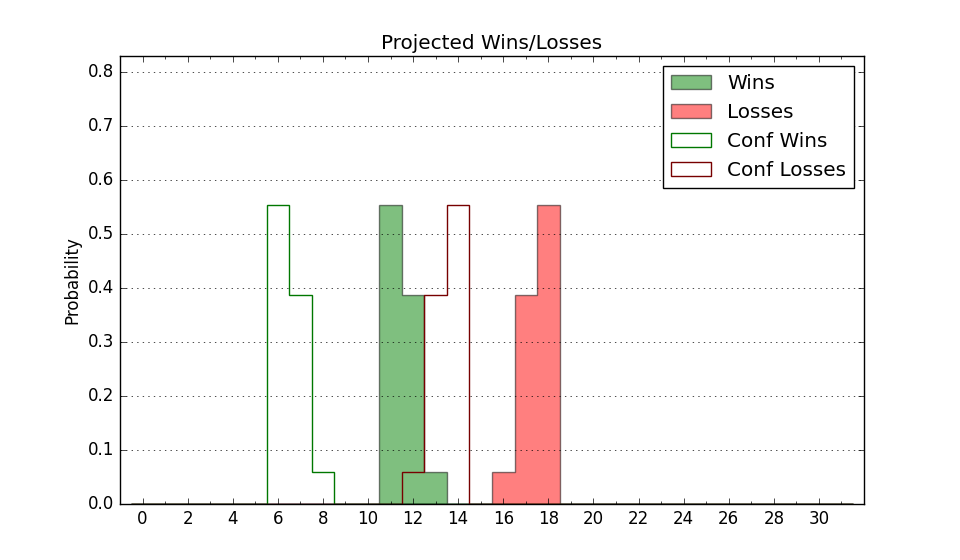 Projected Wins/Losses
Wins
Losses
Conf Wins
Conf Losses
Probability
0.8
0.7
0.6
0.5
0.4
0.3
0.2
0.1
0.0
0 2 4 6 8 10 12 14 16 18 20 22 24 26 28 30